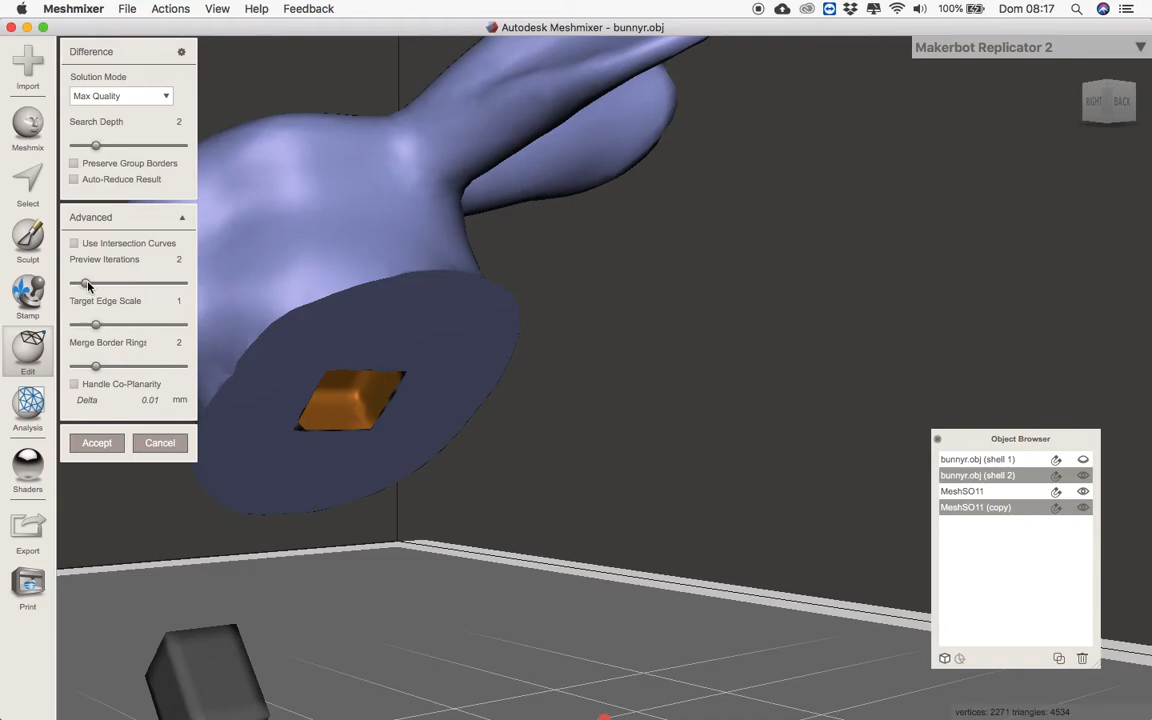 Meshmixer File Actions View Help Feedback 100% Dom 08:17
Autodesk Meshmixer - bunnyr.obj
Makerbot Replicator 2
Import
Meshmix
Select
Sculpt
Stamp
Edit
Analysis
Shaders
Export
Print
Difference
Solution Mode
Max Quality
Search Depth 2
Preserve Group Borders
Auto-Reduce Result
Advanced
Use Intersection Curves
Preview Iterations 2
Target Edge Scale 1
Merge Border Rings 2
Handle Co-Planarity
Delta 0.01 mm
Accept Cancel
RIGHT BACK
Object Browser
bunnyr.obj (shell 1)
bunnyr.obj (shell 2)
MeshSO11
MeshSO11 (copy)
vertices: 2271 triangles: 4534